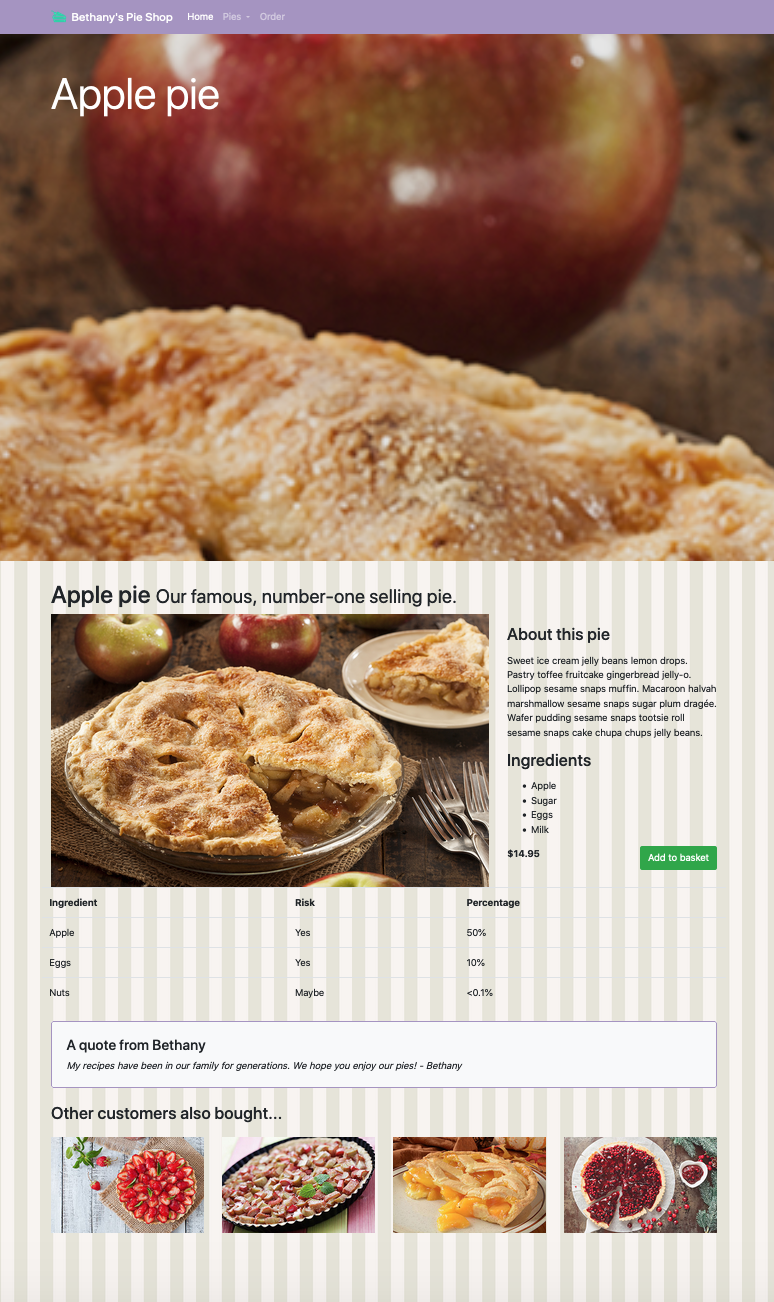 Bethany's Pie Shop Home Pies Order
Apple pie
Apple pie Our famous, number-one selling pie.
About this pie
Sweet ice cream jelly beans lemon drops.
Pastry toffee fruitcake gingerbread jelly-o.
Lollipop sesame snaps muffin. Macaroon halvah
marshmallow sesame snaps sugar plum dragée.
Wafer pudding sesame snaps tootsie roll
sesame snaps cake chupa chups jelly beans.
Ingredients
• Apple
• Sugar
• Eggs
• Milk
$14.95 Add to basket
Ingredient Risk Percentage
Apple Yes 50%
Eggs Yes 10%
Nuts Maybe <0.1%
A quote from Bethany
My recipes have been in our family for generations. We hope you enjoy our pies! - Bethany
Other customers also bought...